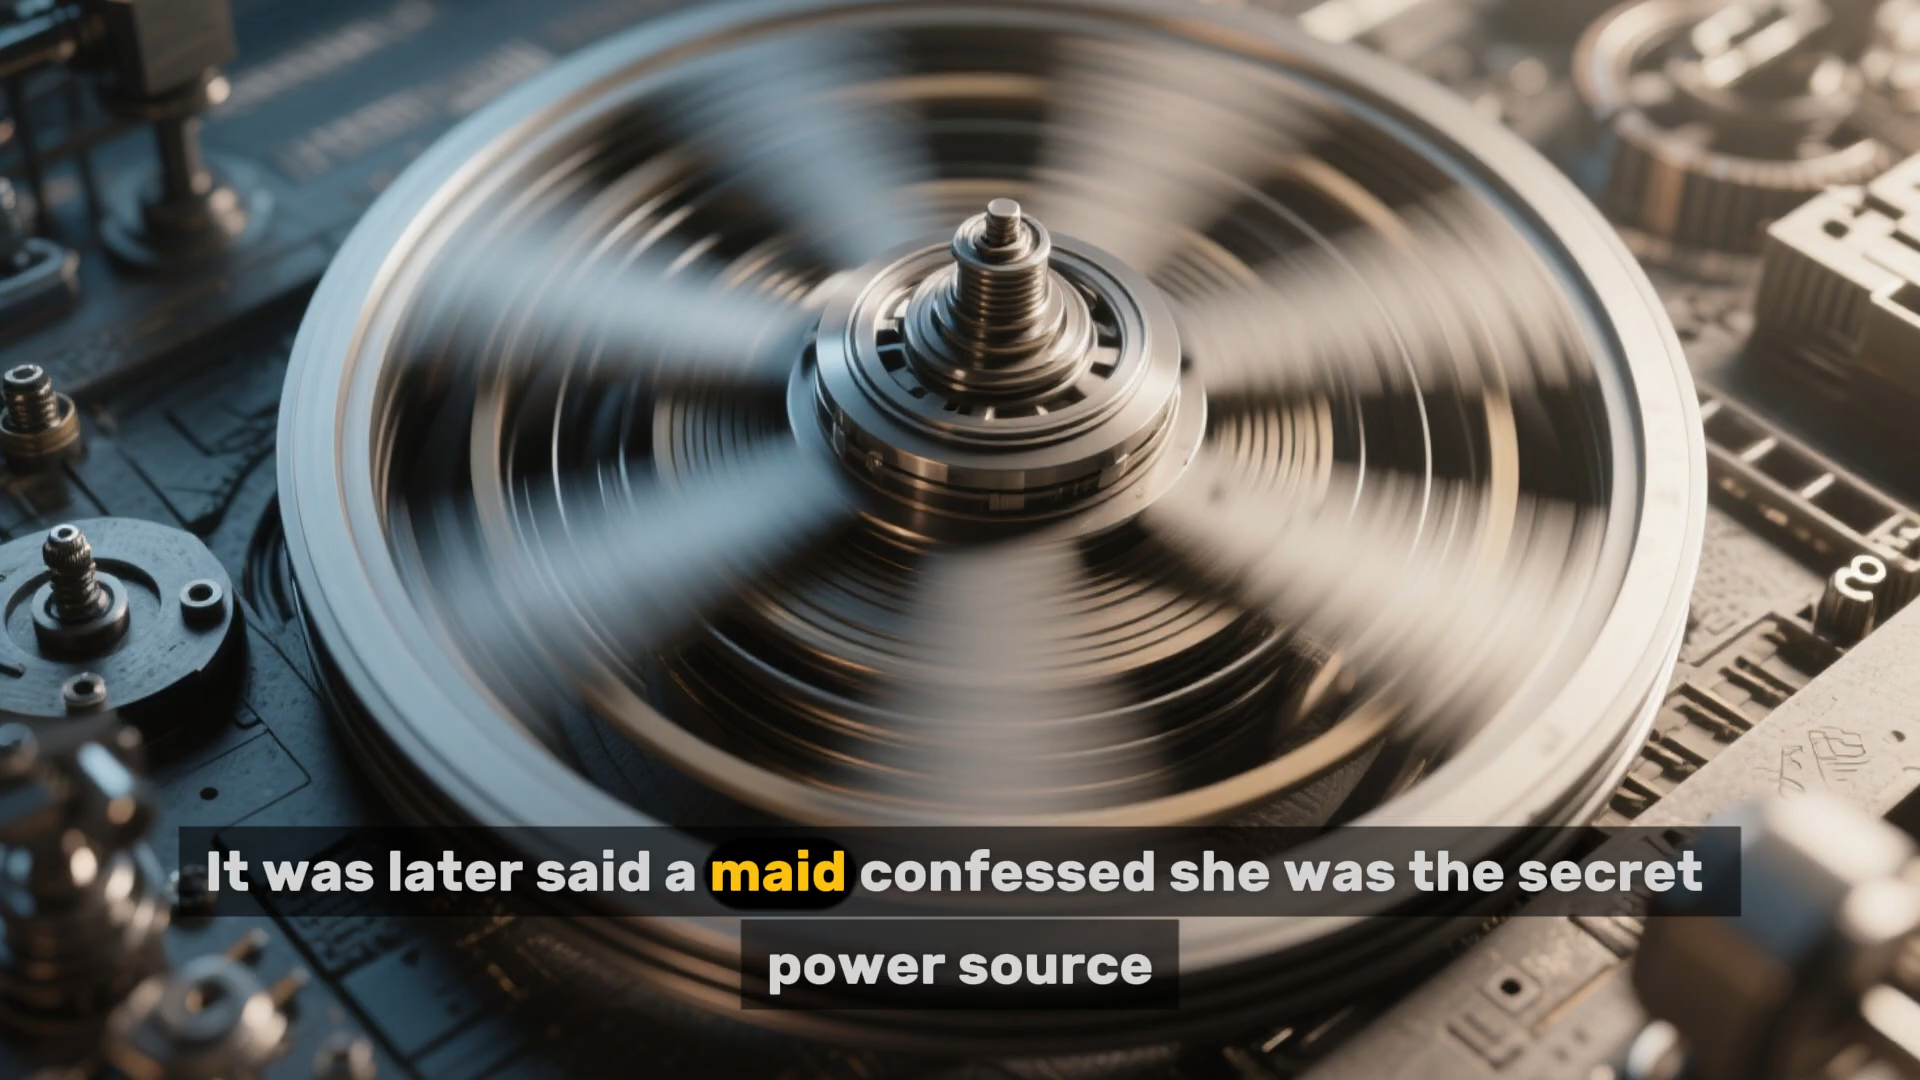 It was later said a maid confessed she was the secret
power source